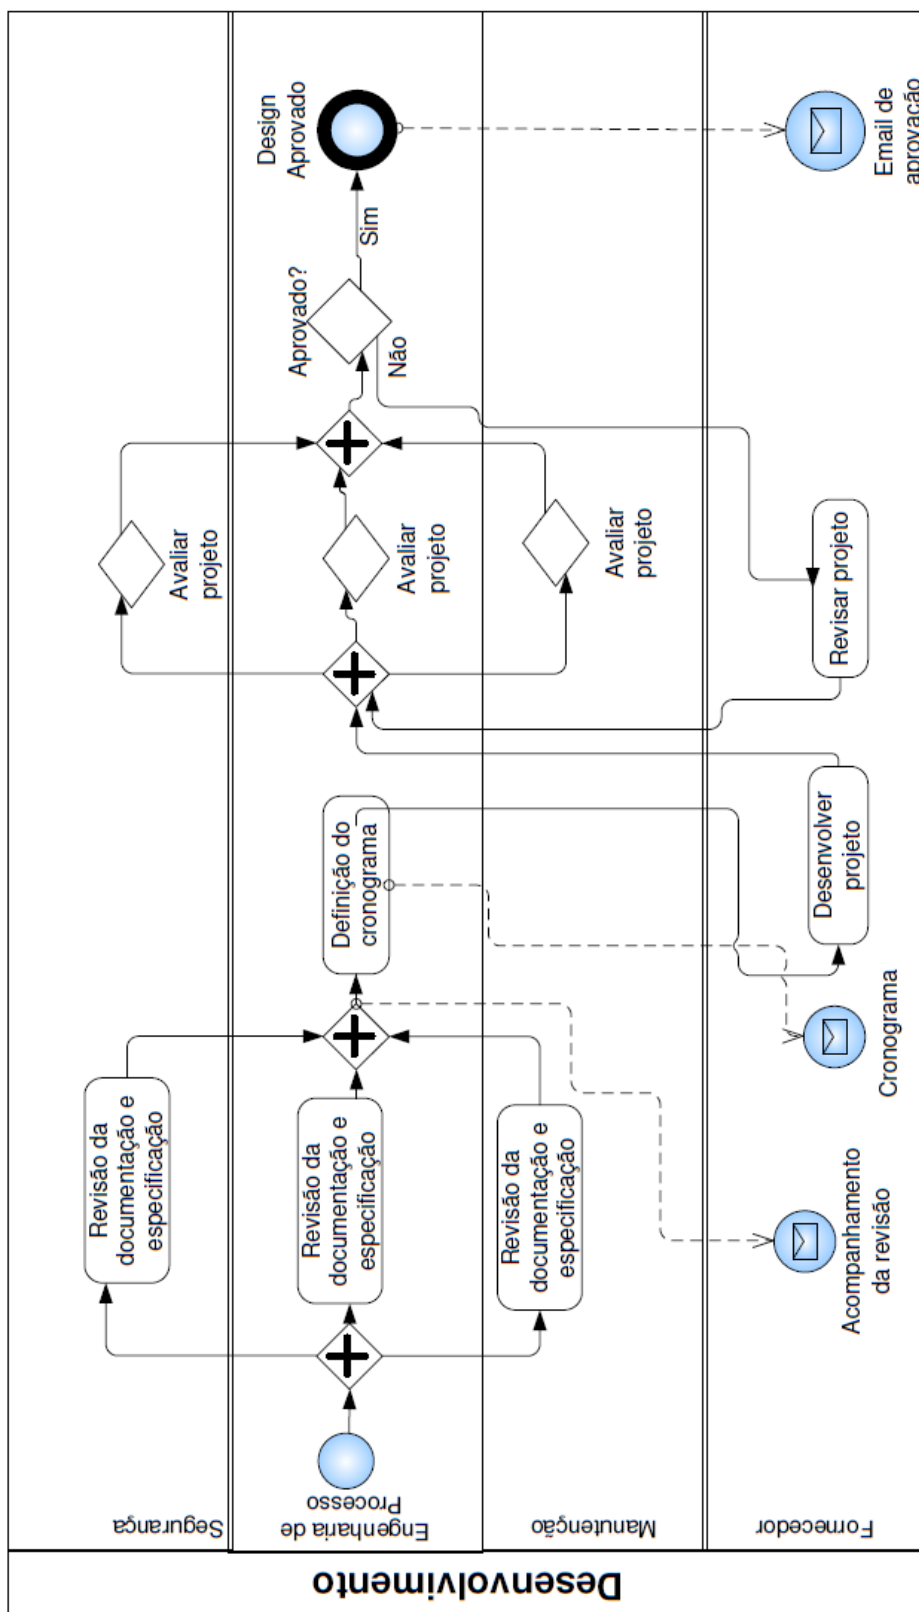 Desenvolvimento
Segurança
Engenharia de
Processo
Manutenção
Fornecedor
Revisão da
documentação e
especificação
Revisão da
documentação e
especificação
Revisão da
documentação e
especificação
Acompanhamento
da revisão
Definição do
cronograma
Cronograma
Desenvolver
projeto
Avaliar
projeto
Avaliar
projeto
Avaliar
projeto
Revisar projeto
Aprovado?
Não
Sim
Design
Aprovado
Email de
aprovação